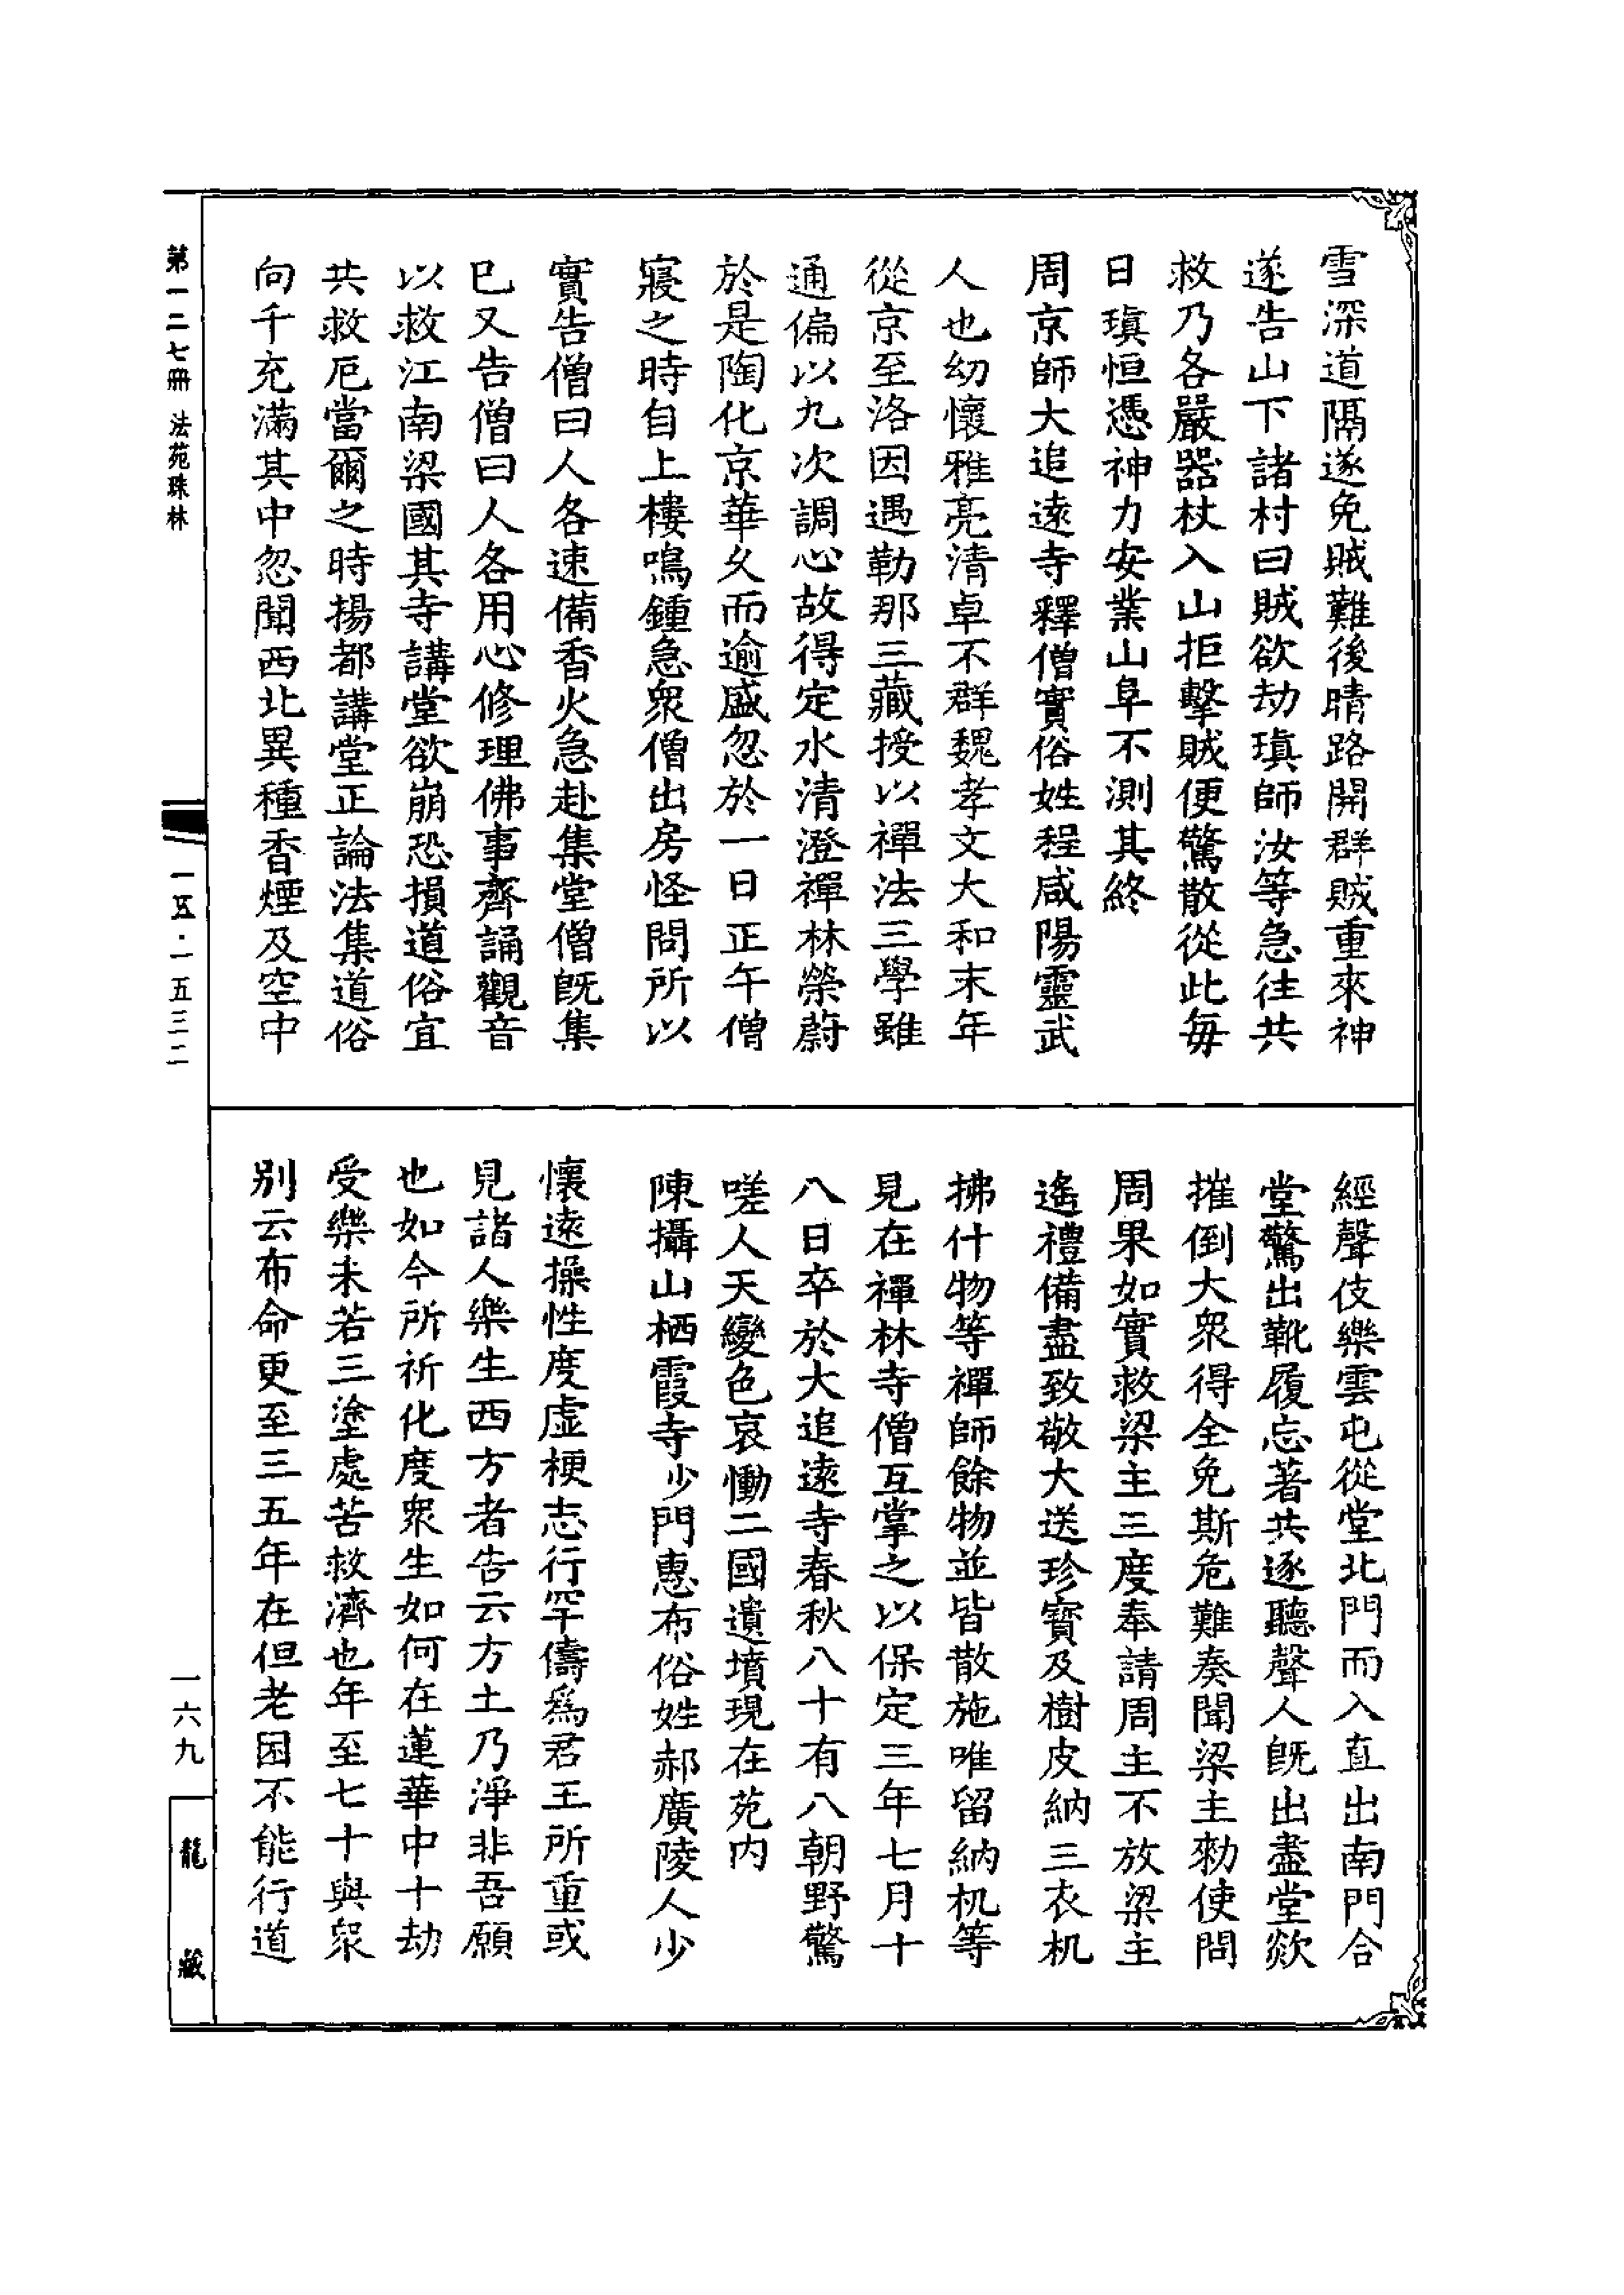 雪深道隔遂免賊難後晴路開群賊重來神
遂告山下諸村曰賊欲劫瑱師汝等急往共
救乃各嚴器杖入山拒擊賊便驚散從此每
日瑱恒憑神力安業山阜不測其終
周京師大追遠寺釋僧實俗姓程咸陽靈武
人也幼懷雅亮清卓不群魏孝文大和末年
從京至洛因遇勒那三藏授以禪法三學雖
通偏以九次調心故得定水清澄禪林榮蔚
於是陶化京華久而逾盛忽於一日正午僧
寢之時自上樓鳴鍾急眾僧出房怪問所以
實告僧曰人各速備香火急赴集堂僧既集
已又告僧曰人各用心修理佛事齊誦觀音
以救江南梁國其寺講堂欲崩恐損道俗宜
共救厄當爾之時揚都講堂正論法集道俗
向千充滿其中忽聞西北異種香煙及空中
經聲伎樂雲屯從堂北門而入直出南門合
堂驚出靴履忘著共逐聽聲人既出盡堂欻
摧倒大眾得全免斯危難奏聞梁主勑使問
周果如實救梁主三度奉請周主不放梁主
遙禮備盡致敬大送珍寶及樹皮納三衣机
拂什物等禪師餘物並皆散施唯留納机等
見在禪林寺僧互掌之以保定三年七月十
八日卒於大追遠寺春秋八十有八朝野驚
嗟人天變色哀慟二國遺墳現在苑內
陳攝山栖霞寺少門惠布俗姓郝廣陵人少
懷遠操性度虛梗志行罕儔為君王所重或
見諸人樂生西方者告云方土乃淨非吾願
也如今所祈化度眾生如何在蓮華中十劫
受樂未若三塗處苦救濟也年至七十與眾
別云布命更至三五年在但老困不能行道
第一二七冊 法苑珠林
一五·一五三二
一六九
龍藏